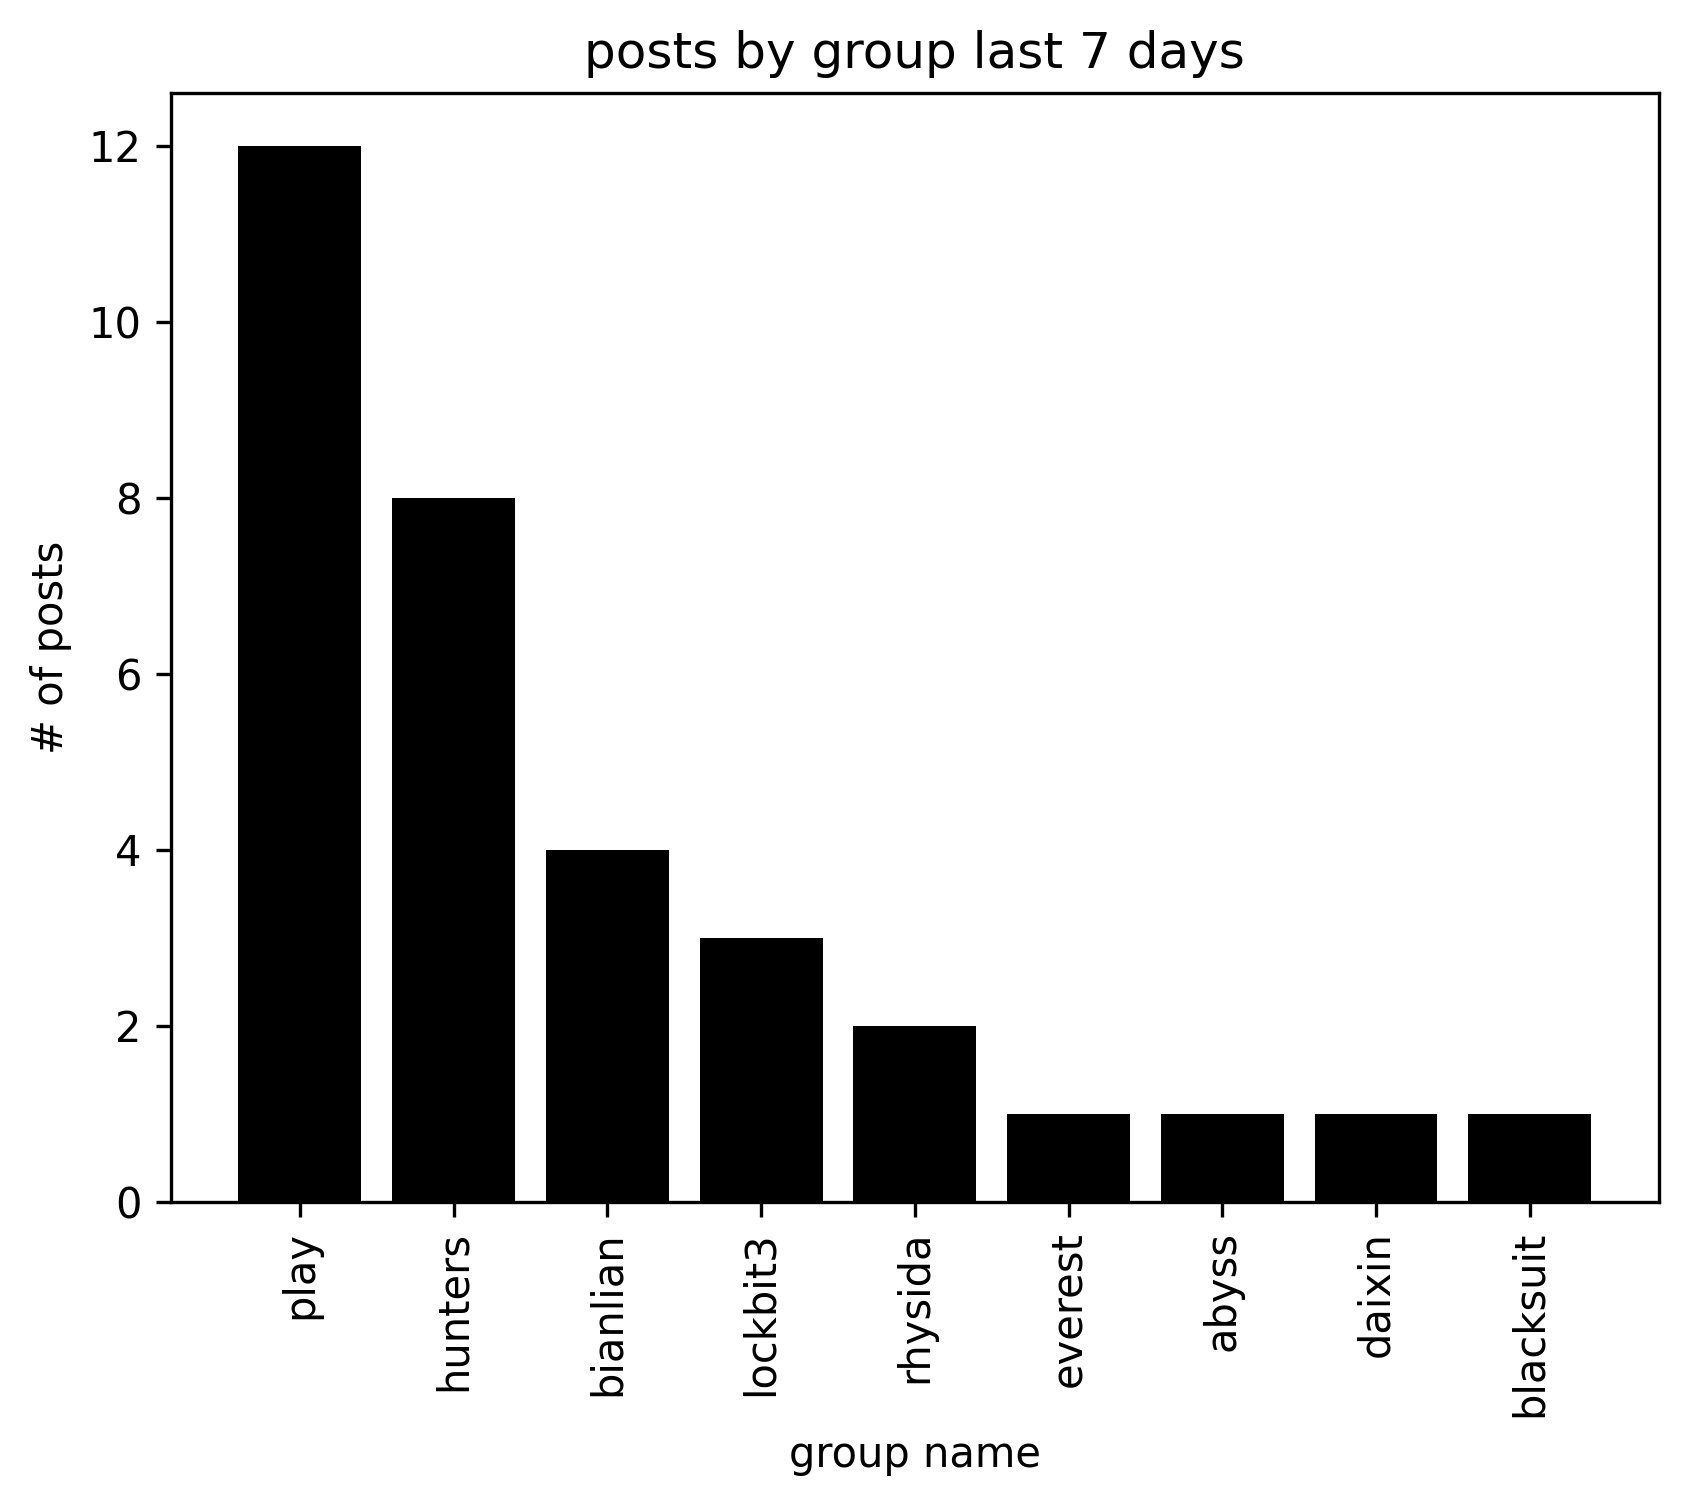 posts by group last 7 days
12
10
8
6
4
2
0
# of posts
play
hunters
bianlian
lockbit3
rhysida
everest
abyss
daixin
blacksuit
group name